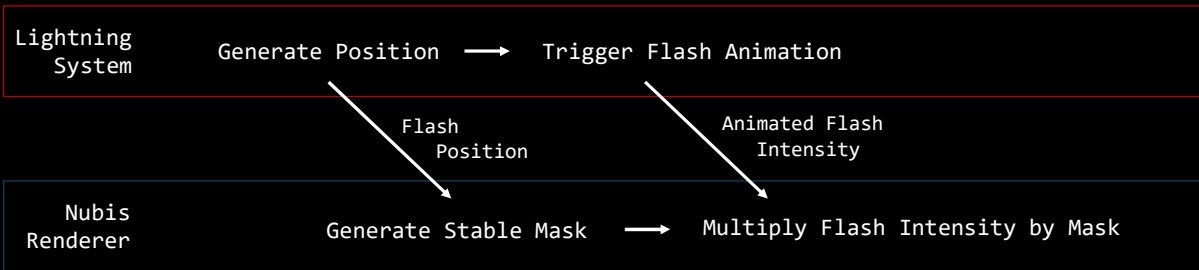 Lightning
System
Generate Position
Trigger Flash Animation
Flash
Position
Animated Flash
Intensity
Nubis
Renderer
Generate Stable Mask
Multiply Flash Intensity by Mask